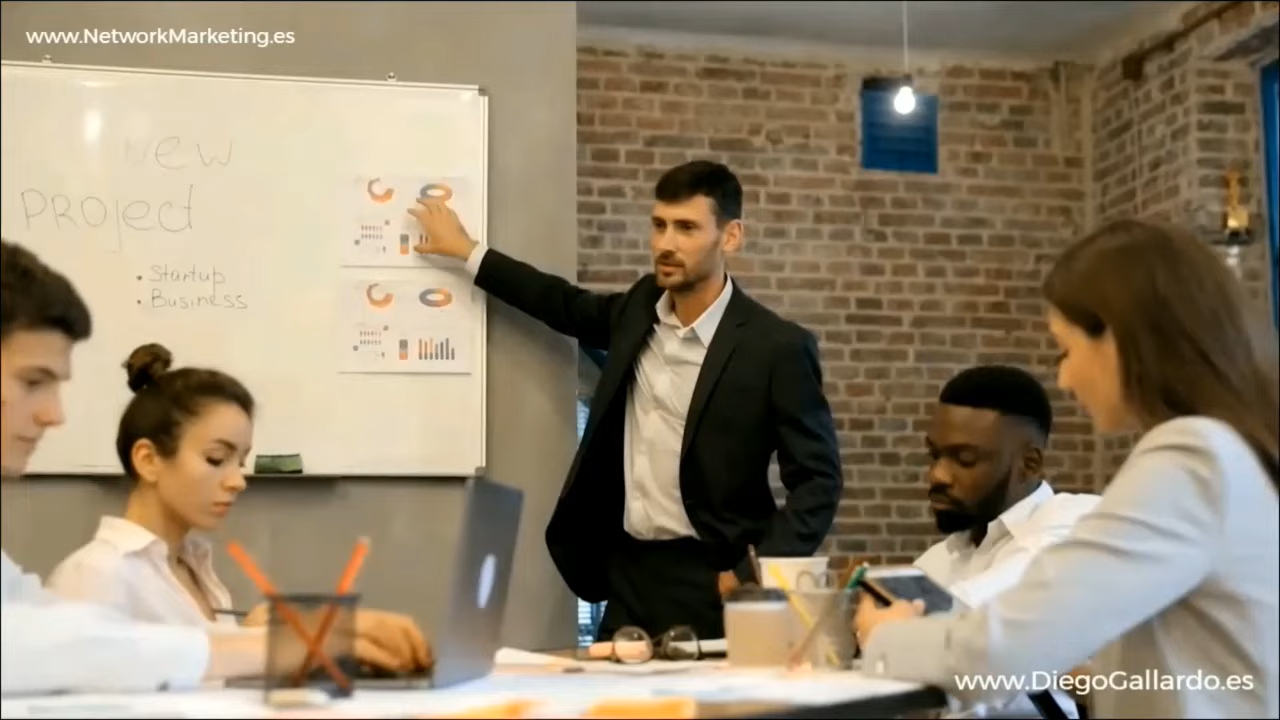 www.NetworkMarketing.es
New
PROJECT
• Startup
• Business
www.DiegoGallardo.es